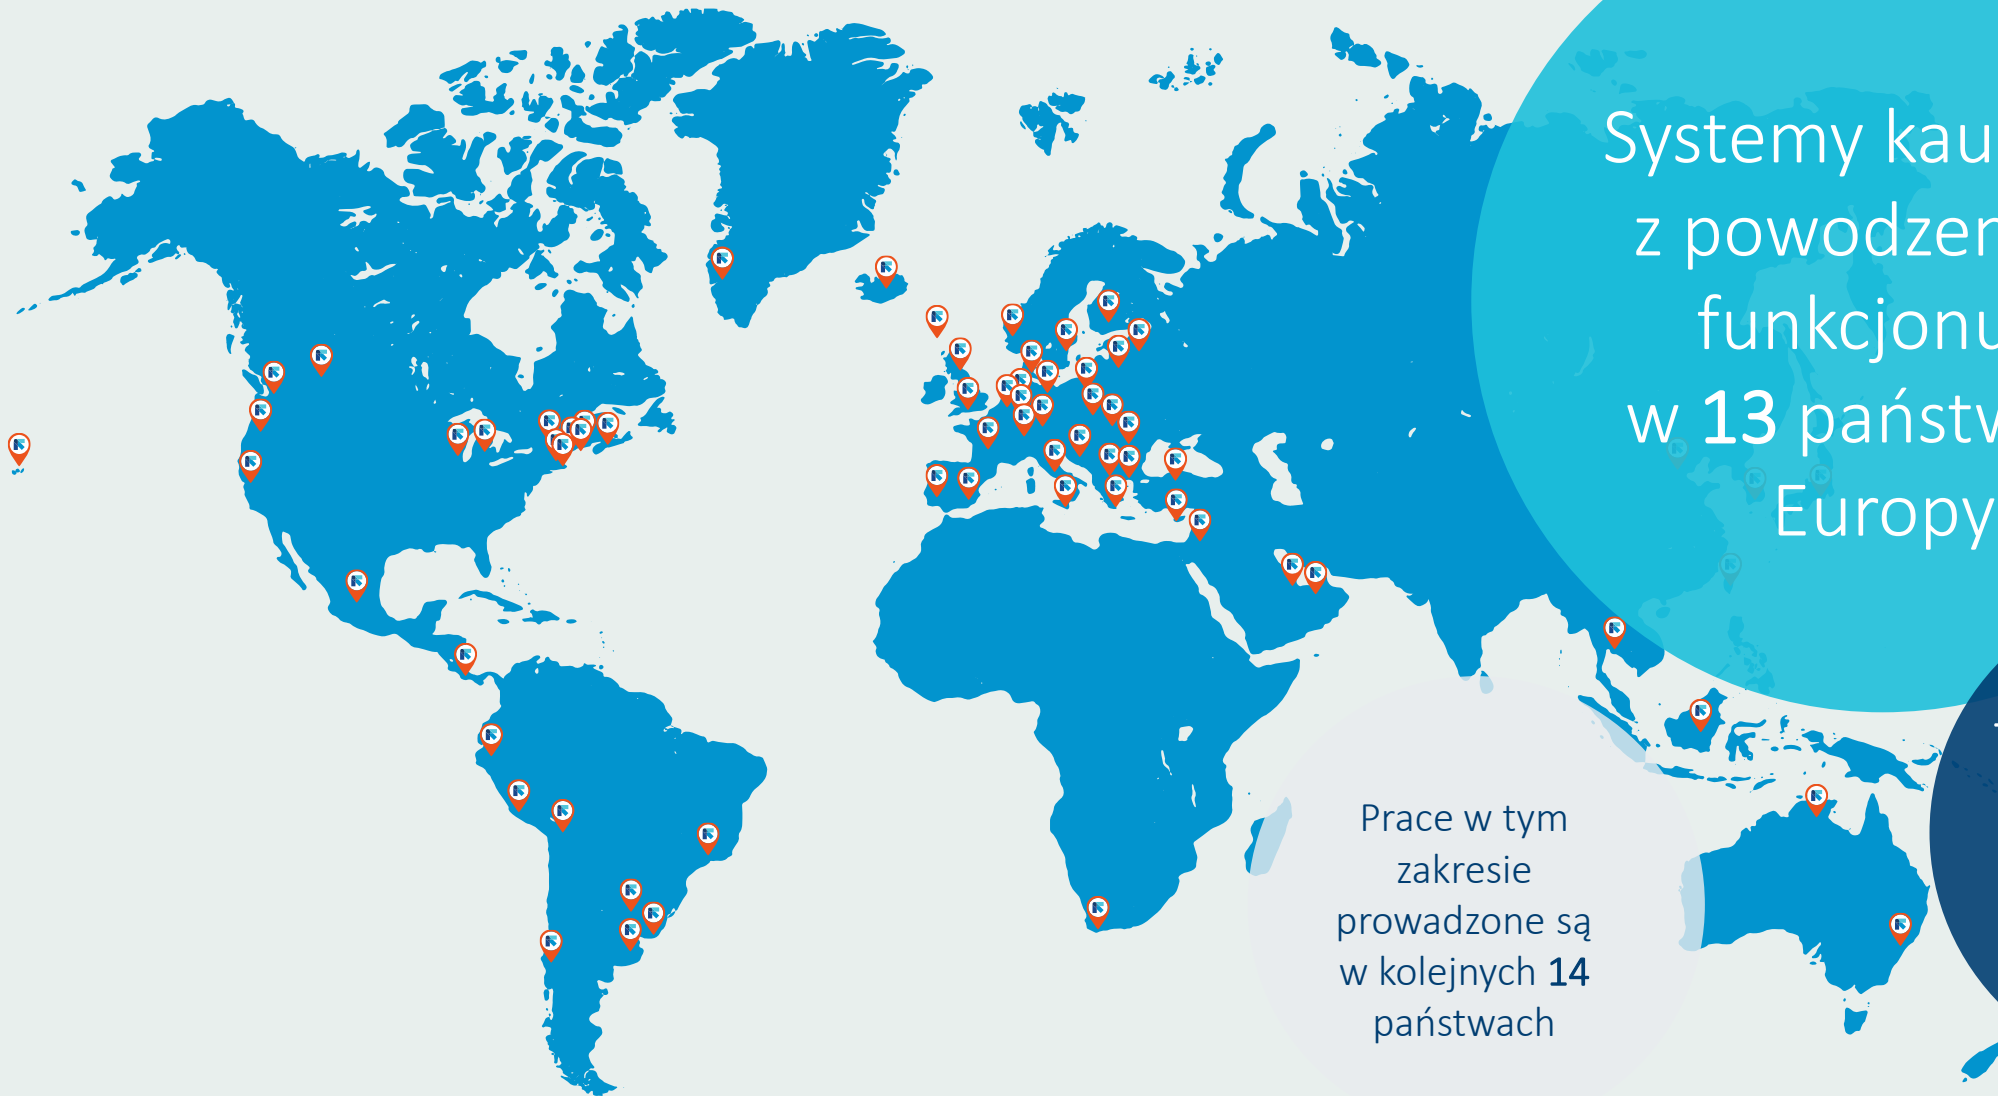 Systemy kau
z powodzen
funkcjonu
w 13 państw
Europy
Prace w tym
zakresie
prowadzone są
w kolejnych 14
państwach